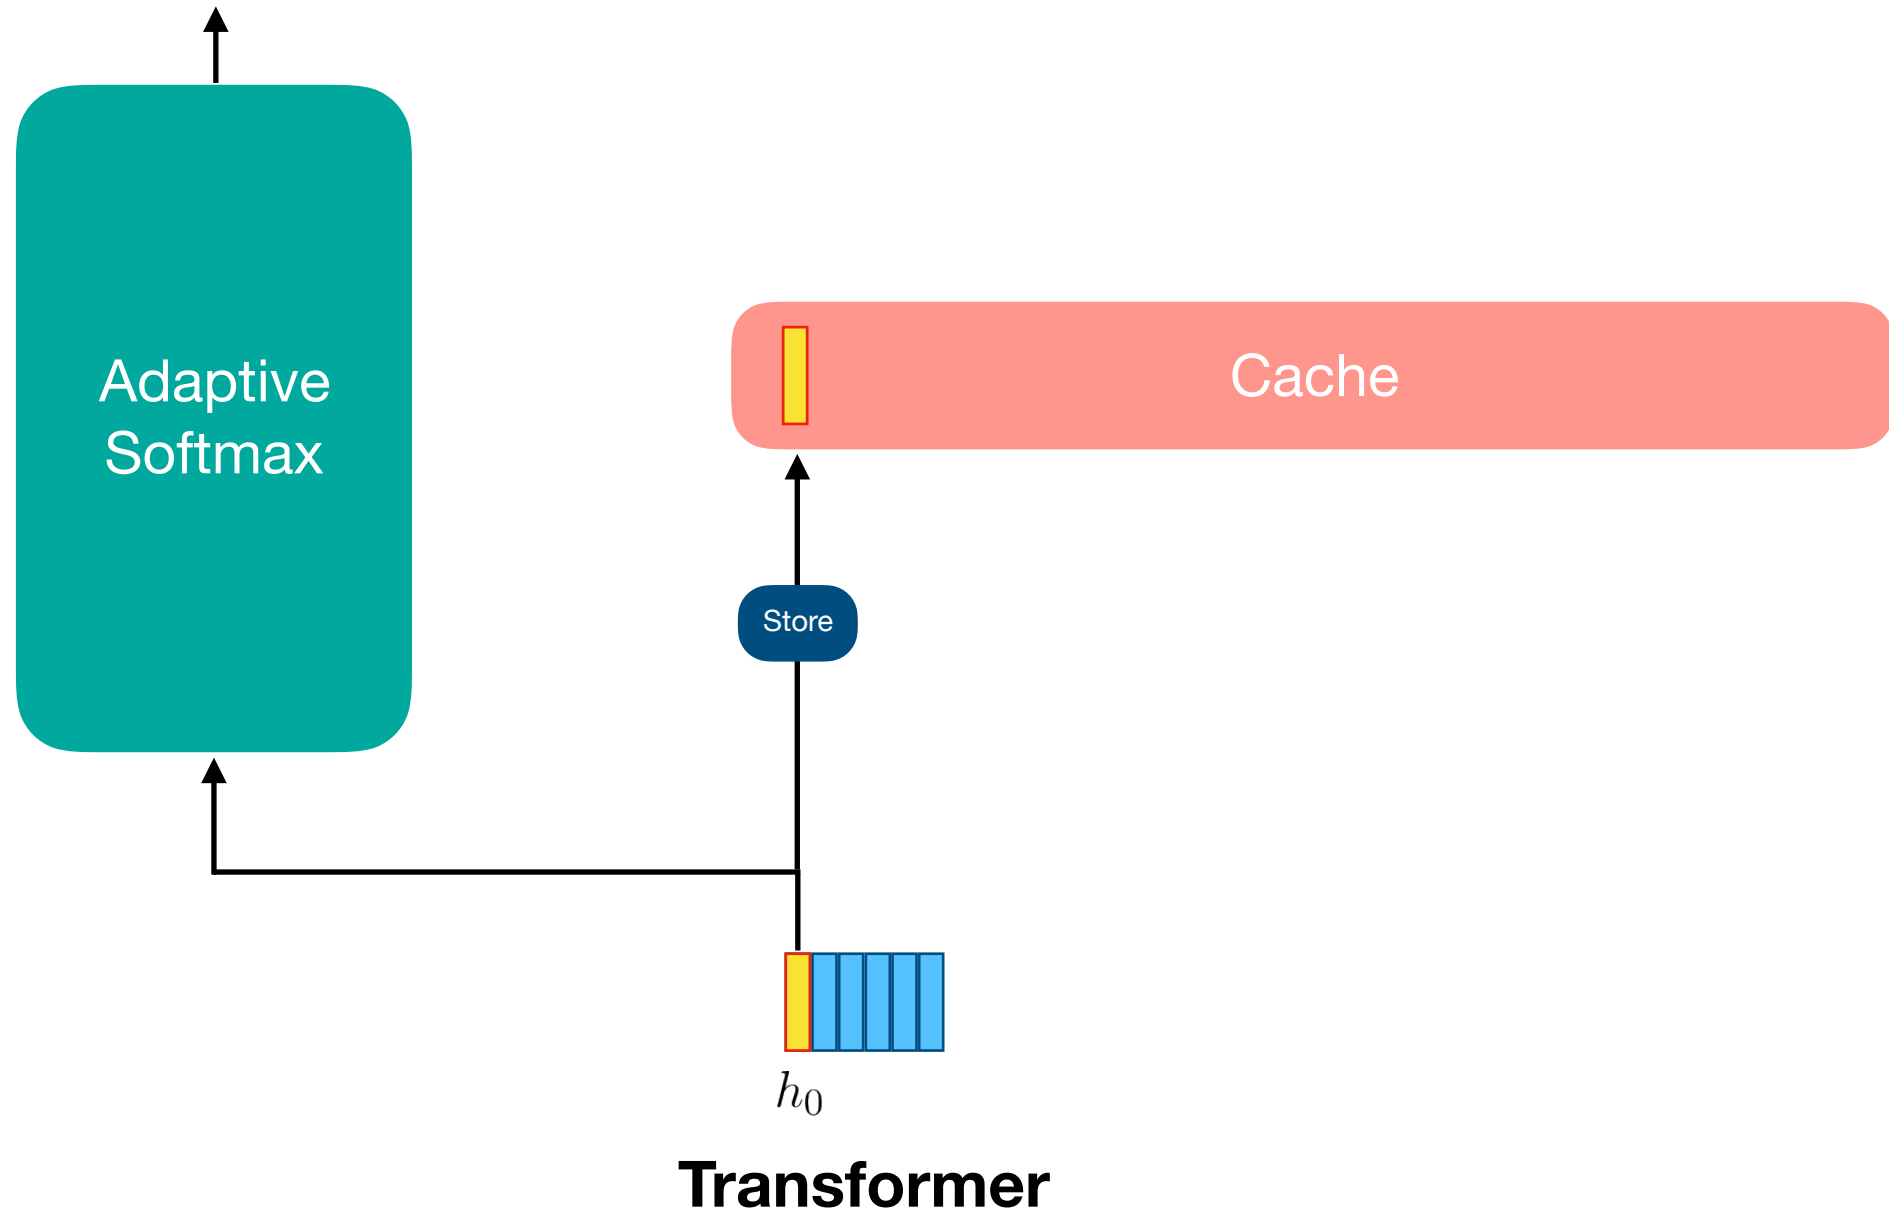 Adaptive
Softmax
Cache
Store
h₀
Transformer